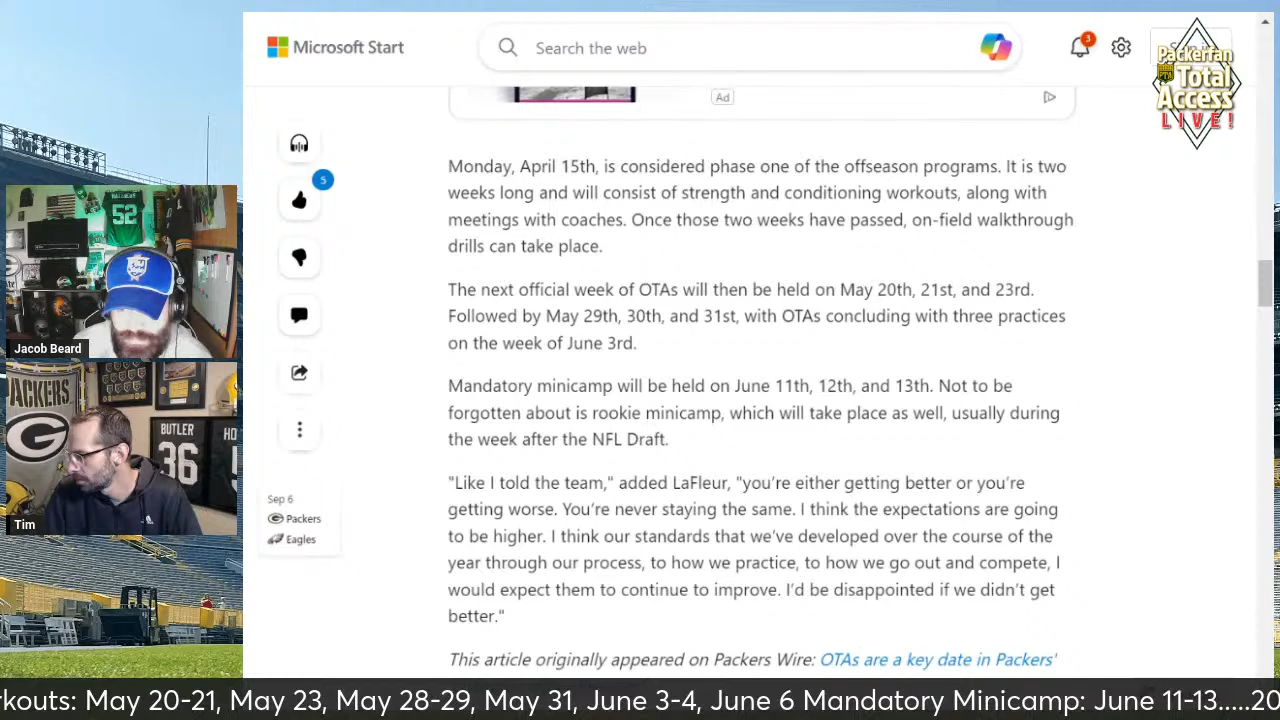 Microsoft Start
Search the web
3
Packerfan
Total
Access
LIVE!
Ad
5
Monday, April 15th, is considered phase one of the offseason programs. It is two
weeks long and will consist of strength and conditioning workouts, along with
meetings with coaches. Once those two weeks have passed, on-field walkthrough
drills can take place.
The next official week of OTAs will then be held on May 20th, 21st, and 23rd.
Followed by May 29th, 30th, and 31st, with OTAs concluding with three practices
on the week of June 3rd.
Mandatory minicamp will be held on June 11th, 12th, and 13th. Not to be
forgotten about is rookie minicamp, which will take place as well, usually during
the week after the NFL Draft.
"Like I told the team," added LaFleur, "you're either getting better or you're
getting worse. You're never staying the same. I think the expectations are going
to be higher. I think our standards that we've developed over the course of the
year through our process, to how we practice, to how we go out and compete, I
would expect them to continue to improve. I'd be disappointed if we didn't get
better."
This article originally appeared on Packers Wire: OTAs are a key date in Packers'
Sep 6
Packers
Eagles
52
Jacob Beard
PACKERS
G
BUTLER
36
HO
Tim
rkouts: May 20-21, May 23, May 28-29, May 31, June 3-4, June 6 Mandatory Minicamp: June 11-13.....20